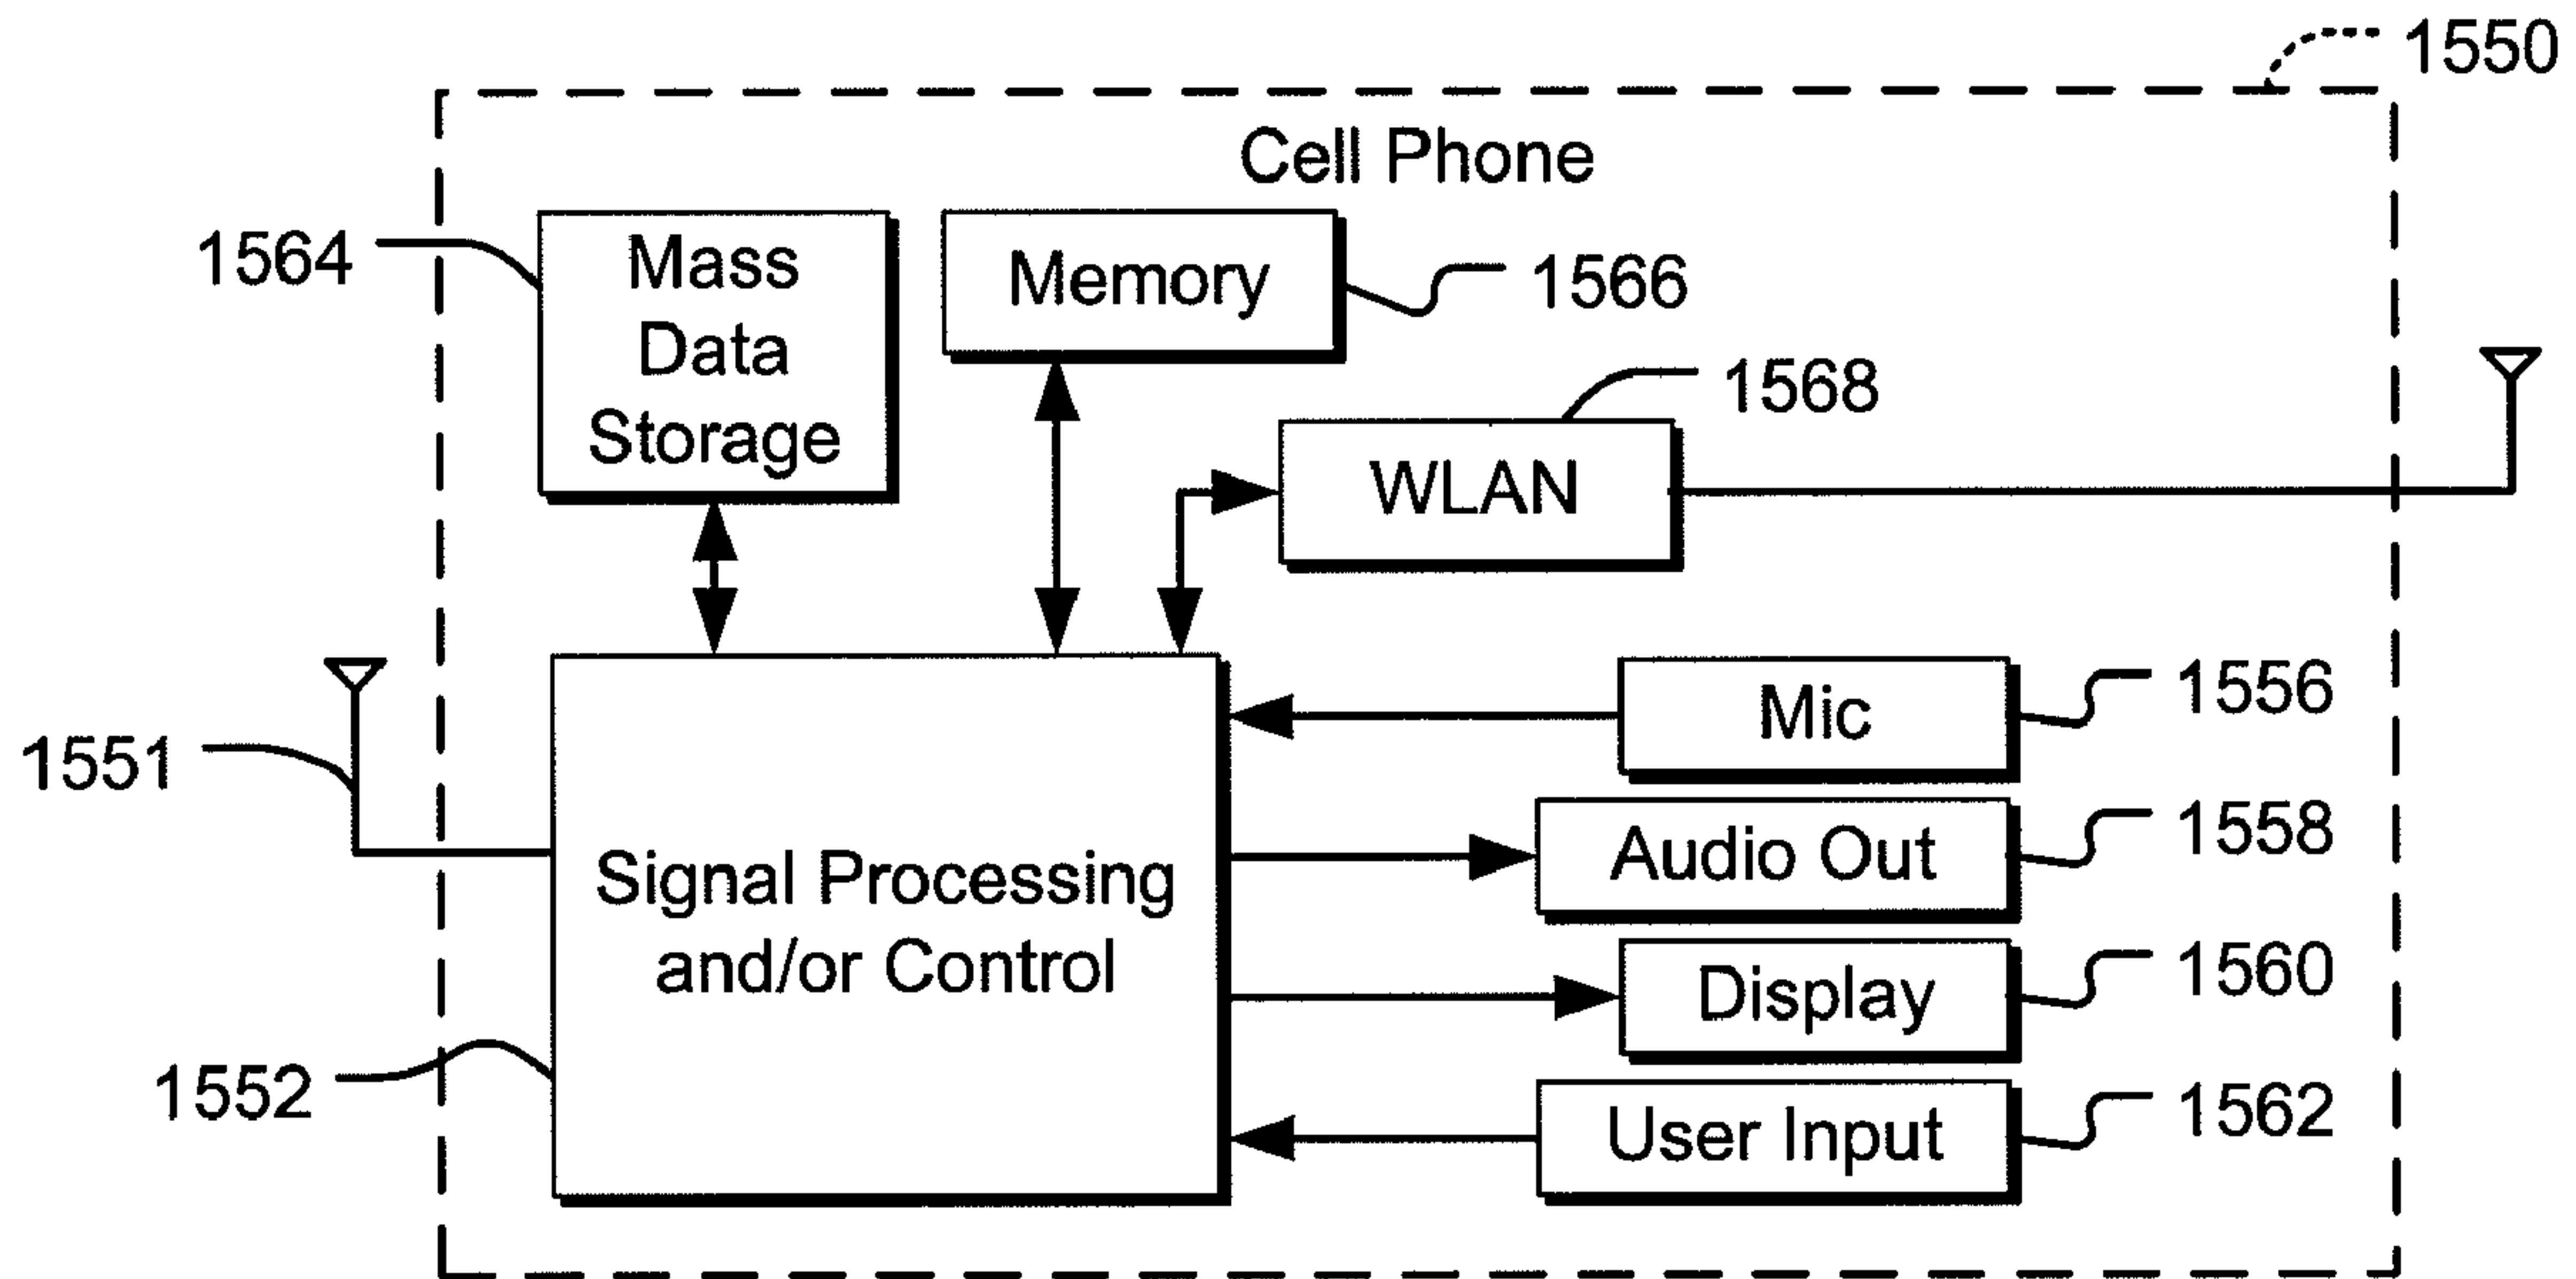 1550
Cell Phone
1564
Mass
Data
Storage
Memory
1566
1568
WLAN
1551
1552
Signal Processing
and/or Control
Mic
1556
Audio Out
1558
Display
1560
User Input
1562